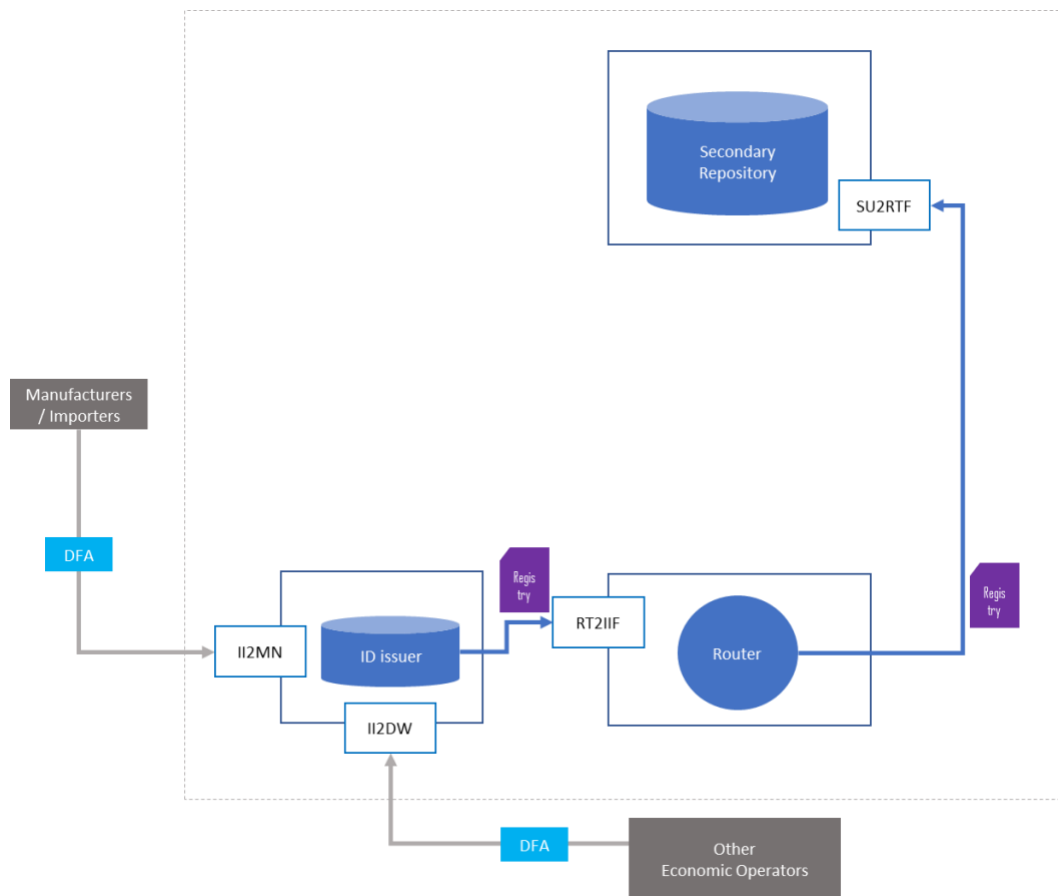 Secondary
Repository
SU2RTF
Manufacturers
/ Importers
DFA
Regis
try
Regis
try
RT2IIF
II2MN
ID issuer
Router
II2DW
DFA
Other
Economic Operators